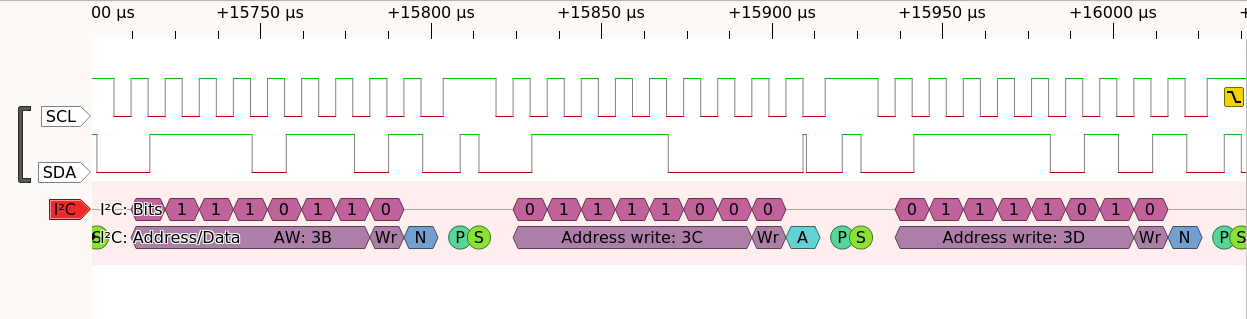 00 µs +15750 µs +15800 µs +15850 µs +15900 µs +15950 µs +16000 µs +
SCL
SDA
I²C I²C: Bits 1 1 1 0 1 1 0 0 1 1 1 1 0 0 0 0 1 1 1 1 0 1 0
S I²C: Address/Data AW: 3B Wr N P S Address write: 3C Wr A P S Address write: 3D Wr N P S